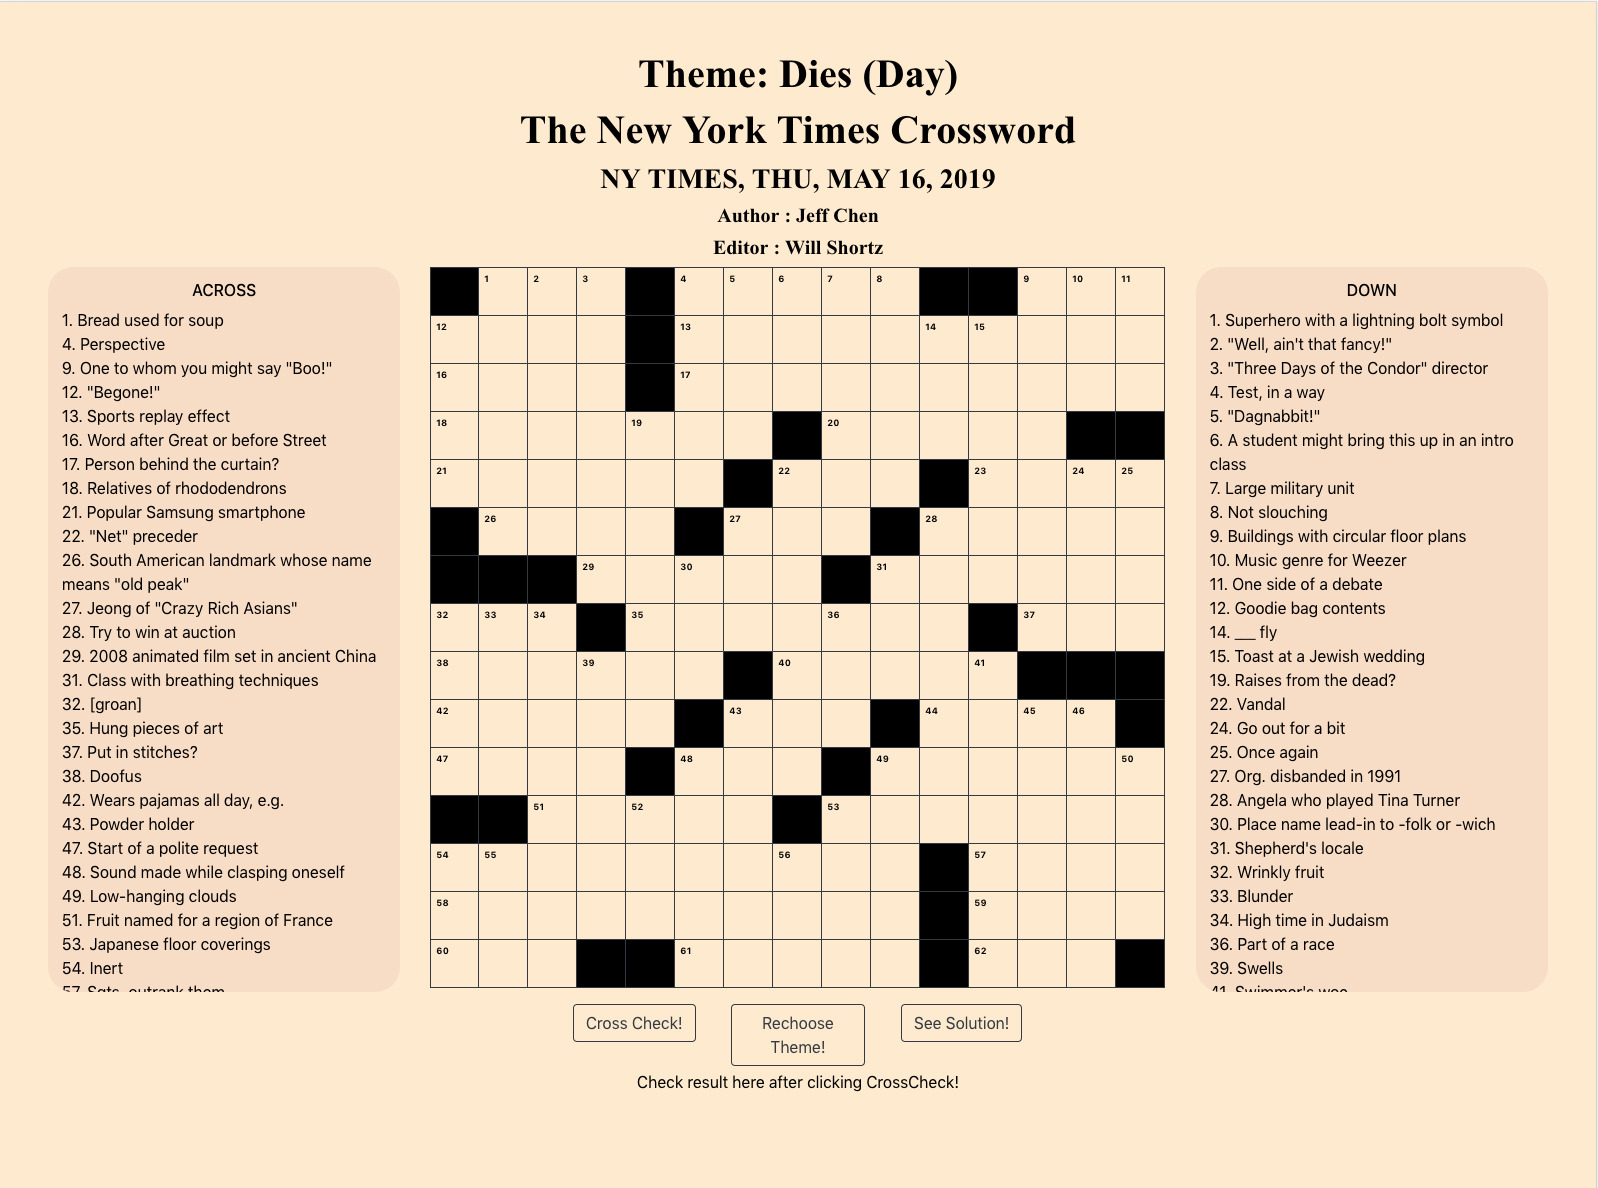 Theme: Dies (Day)
The New York Times Crossword
NY TIMES, THU, MAY 16, 2019
Author : Jeff Chen
Editor : Will Shortz
ACROSS
1. Bread used for soup
4. Perspective
9. One to whom you might say "Boo!"
12. "Begone!"
13. Sports replay effect
16. Word after Great or before Street
17. Person behind the curtain?
18. Relatives of rhododendrons
21. Popular Samsung smartphone
22. "Net" preceder
26. South American landmark whose name
means "old peak"
27. Jeong of "Crazy Rich Asians"
28. Try to win at auction
29. 2008 animated film set in ancient China
31. Class with breathing techniques
32. [groan]
35. Hung pieces of art
37. Put in stitches?
38. Doofus
42. Wears pajamas all day, e.g.
43. Powder holder
47. Start of a polite request
48. Sound made while clasping oneself
49. Low-hanging clouds
51. Fruit named for a region of France
53. Japanese floor coverings
54. Inert
57. Sgts. outrank them
1 2 3 4 5 6 7 8 9 10 11
12 13 14 15
16 17
18 19 20
21 22 23 24 25
26 27 28
29 30 31
32 33 34 35 36 37
38 39 40 41
42 43 44 45 46
47 48 49 50
51 52 53
54 55 56 57
58 59
60 61 62
DOWN
1. Superhero with a lightning bolt symbol
2. "Well, ain't that fancy!"
3. "Three Days of the Condor" director
4. Test, in a way
5. "Dagnabbit!"
6. A student might bring this up in an intro
class
7. Large military unit
8. Not slouching
9. Buildings with circular floor plans
10. Music genre for Weezer
11. One side of a debate
12. Goodie bag contents
14. ___ fly
15. Toast at a Jewish wedding
19. Raises from the dead?
22. Vandal
24. Go out for a bit
25. Once again
27. Org. disbanded in 1991
28. Angela who played Tina Turner
30. Place name lead-in to -folk or -wich
31. Shepherd's locale
32. Wrinkly fruit
33. Blunder
34. High time in Judaism
36. Part of a race
39. Swells
41. Swimmer's woe
Cross Check!
Rechoose
Theme!
See Solution!
Check result here after clicking CrossCheck!